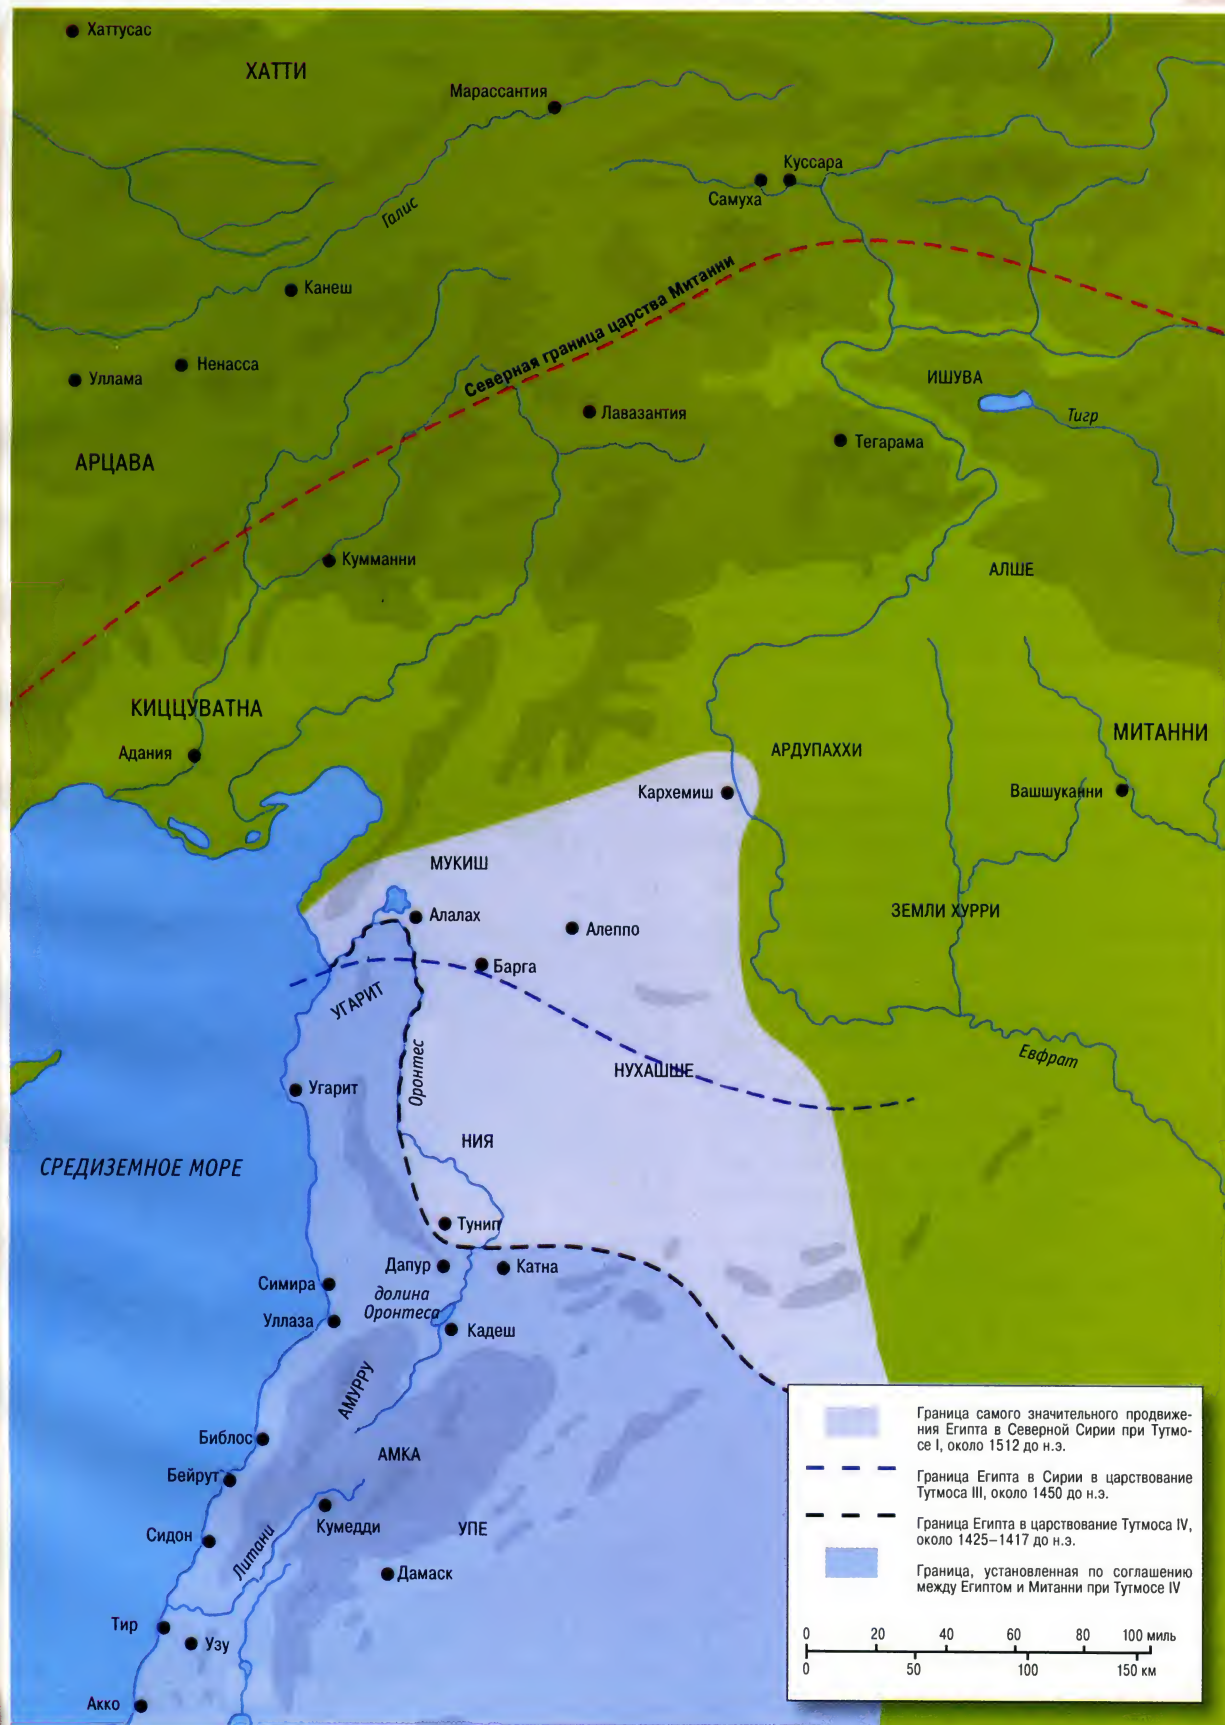 Хаттусас
ХАТТИ
Марассантия
Куссара
Самуха
Галис
Северная граница царства Митанни
Канеш
Ненасса
Уллама
ИШУВА
Тигр
Лавазантия
Тегарама
АРЦАВА
Кумманни
АЛШЕ
КИЦЦУВАТНА
МИТАННИ
Адания
АРДУПАХХИ
Кархемиш
Вашшуканни
МУКИШ
Алалах
Алеппо
ЗЕМЛИ ХУРРИ
Барга
УГАРИТ
Оронтес
Евфрат
НУХАШШЕ
Угарит
НИЯ
СРЕДИЗЕМНОЕ МОРЕ
Тунип
Дапур
Катна
Симира
долина
Оронтеса
Уллаза
Кадеш
АМУРРУ
Библос
АМКА
Бейрут
Кумедди
УПЕ
Сидон
Литани
Дамаск
Тир
Узу
Акко
Граница самого значительного продвиже-
ния Египта в Северной Сирии при Тутмо-
се I, около 1512 до н.э.
Граница Египта в Сирии в царствование
Тутмоса III, около 1450 до н.э.
Граница Египта в царствование Тутмоса IV,
около 1425–1417 до н.э.
Граница, установленная по соглашению
между Египтом и Митанни при Тутмосе IV
0 20 40 60 80 100 миль
0 50 100 150 км